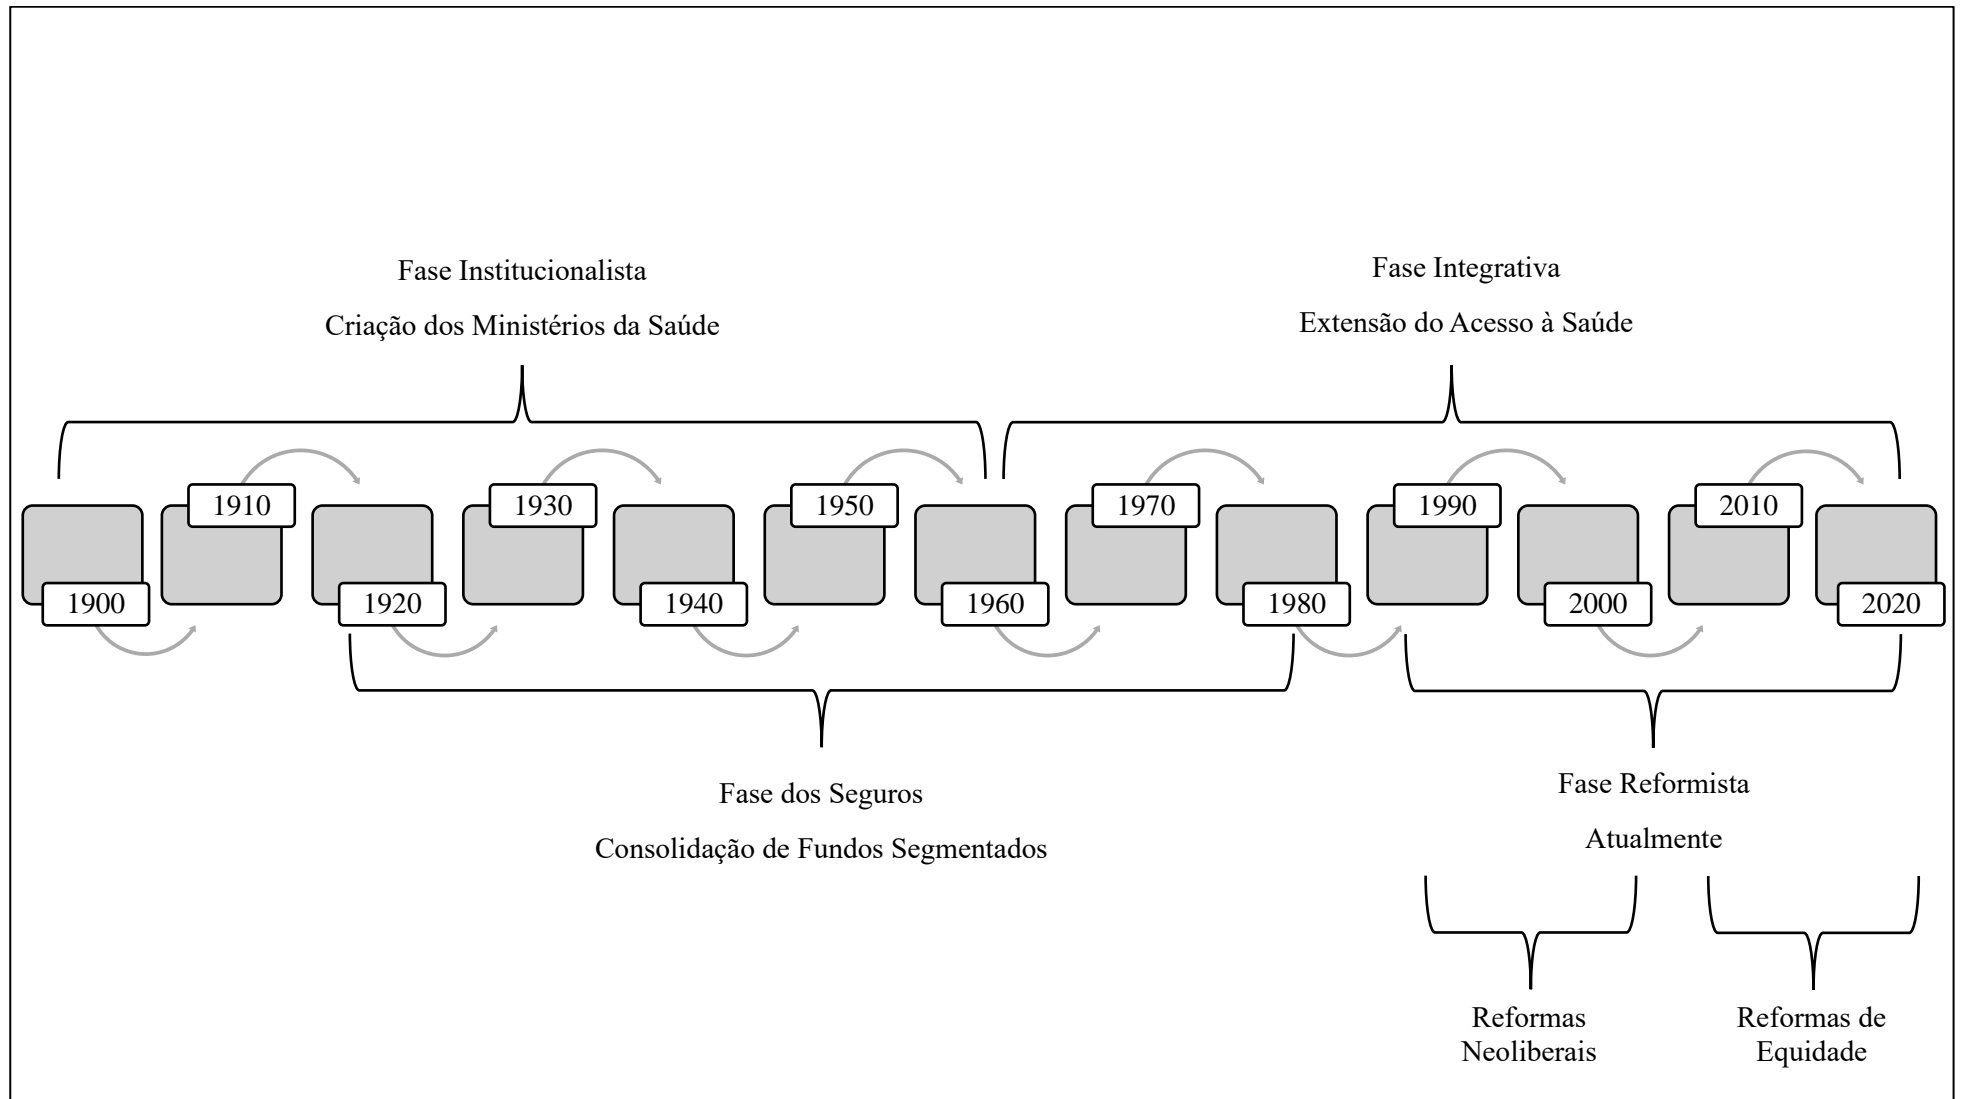 Fase Institucionalista
Criação dos Ministérios da Saúde
Fase Integrativa
Extensão do Acesso à Saúde
1900
1910
1920
1930
1940
1950
1960
1970
1980
1990
2000
2010
2020
Fase dos Seguros
Consolidação de Fundos Segmentados
Fase Reformista
Atualmente
Reformas
Neoliberais
Reformas de
Equidade